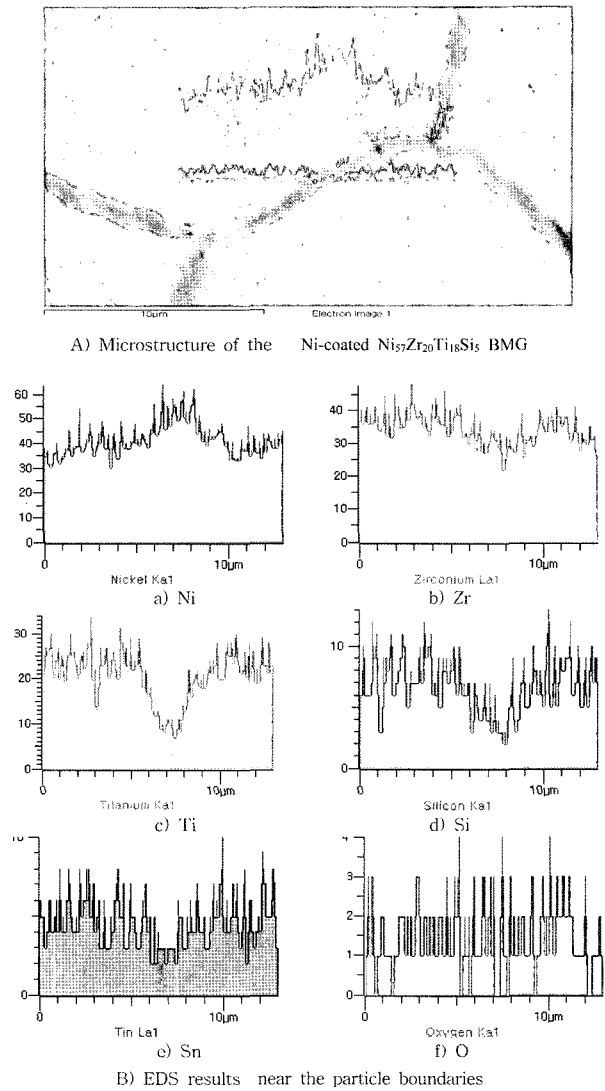 10μm
Electron Image 1
A) Microstructure of the Ni-coated Ni₅₇Zr₂₀Ti₁₈Si₅ BMG
60
50
40
30
20
10
0
0 10μm
Nickel Ka1
a) Ni
40
30
20
10
0
0 10μm
Zirconium La1
b) Zr
30
20
10
0
0 10μm
Titanium Ka1
c) Ti
10
0
0 10μm
Silicon Ka1
d) Si
10
5
0
0 10μm
Tin La1
e) Sn
4
3
2
1
0
0 10μm
Oxygen Ka1
f) O
B) EDS results near the particle boundaries